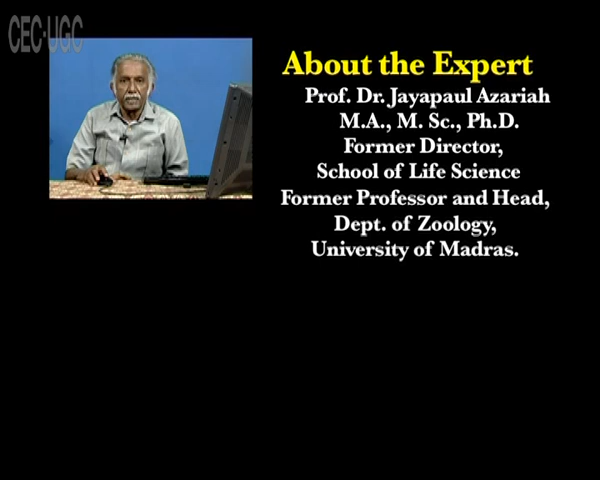 CEC-UGC
About the Expert
Prof. Dr. Jayapaul Azariah
M.A., M. Sc., Ph.D.
Former Director,
School of Life Science
Former Professor and Head,
Dept. of Zoology,
University of Madras.